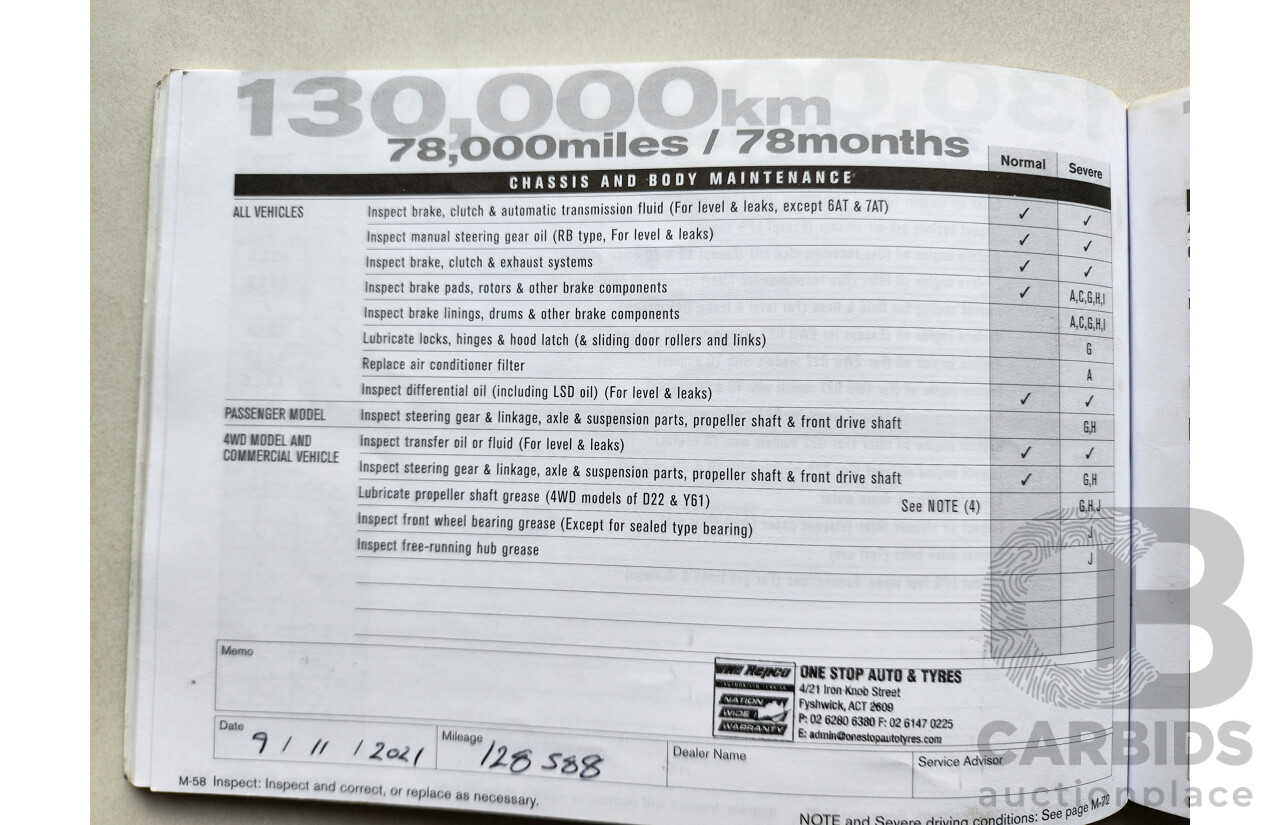 130,000km
78,000miles / 78months
Normal Severe
CHASSIS AND BODY MAINTENANCE
ALL VEHICLES Inspect brake, clutch & automatic transmission fluid (For level & leaks, except 6AT & 7AT) ✓ ✓
Inspect manual steering gear oil (RB type, For level & leaks) ✓ ✓
Inspect brake, clutch & exhaust systems ✓ ✓
Inspect brake pads, rotors & other brake components ✓ A,C,G,H,I
Inspect brake linings, drums & other brake components A,C,G,H,I
Lubricate locks, hinges & hood latch (& sliding door rollers and links) G
Replace air conditioner filter A
Inspect differential oil (including LSD oil) (For level & leaks) ✓ ✓
PASSENGER MODEL Inspect steering gear & linkage, axle & suspension parts, propeller shaft & front drive shaft G,H
4WD MODEL AND Inspect transfer oil or fluid (For level & leaks) ✓ ✓
COMMERCIAL VEHICLE Inspect steering gear & linkage, axle & suspension parts, propeller shaft & front drive shaft ✓ G,H
Lubricate propeller shaft grease (4WD models of D22 & Y61) See NOTE (4) G,H,J
Inspect front wheel bearing grease (Except for sealed type bearing) J
Inspect free-running hub grease J
Memo
Repco
NATION
WIDE
WARRANTY
ONE STOP AUTO & TYRES
4/21 Iron Knob Street
Fyshwick, ACT 2609
P: 02 6280 6380 F: 02 6147 0225
E: admin@onestopautotyres.com
Date 9 / 11 / 2021 Mileage 128 588 Dealer Name Service Advisor
M-58 Inspect: Inspect and correct, or replace as necessary.
NOTE and Severe driving conditions: See page M-72
CARBIDS
auctionplace